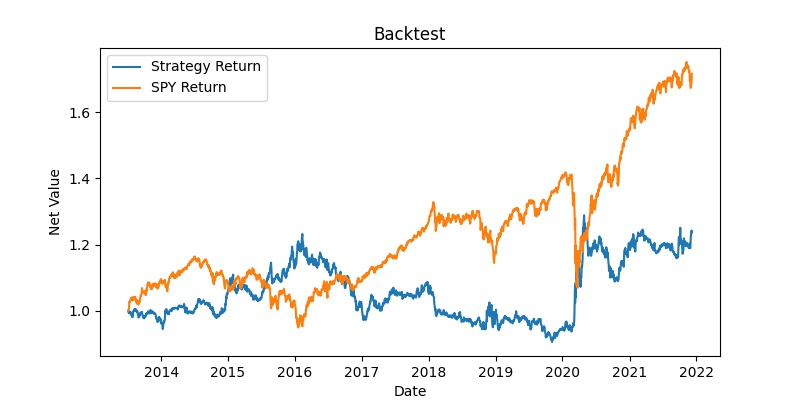 Backtest
Strategy Return
SPY Return
Net Value
1.6
1.4
1.2
1.0
2014 2015 2016 2017 2018 2019 2020 2021 2022
Date